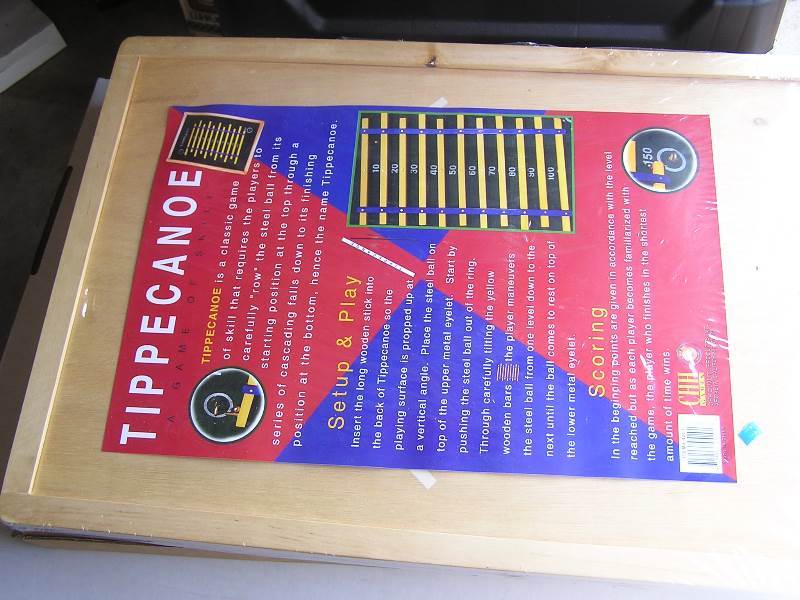 TIPPECANOE
A GAME OF SKILL
TIPPECANOE is a classic game
of skill that requires the players to
carefully "row" the steel ball from its
starting position at the top through a
series of cascading falls down to its finishing
position at the bottom, hence the name Tippecanoe.
10
20
30
40
50
60
70
80
90
100
Setup & Play
Insert the long wooden stick into
the back of Tippecanoe so the
playing surface is propped up at
a vertical angle. Place the steel ball on
top of the upper metal eyelet. Start by
pushing the steel ball out of the ring.
Through carefully tilting the yellow
wooden bars the player maneuvers
the steel ball from one level down to the
next until the ball comes to rest on top of
the lower metal eyelet.
150
Scoring
In the beginning points are given in accordance with the level
reached but as each player becomes familiarized with
the game, the player who finishes in the shortest
amount of time wins
CHH
GAMES